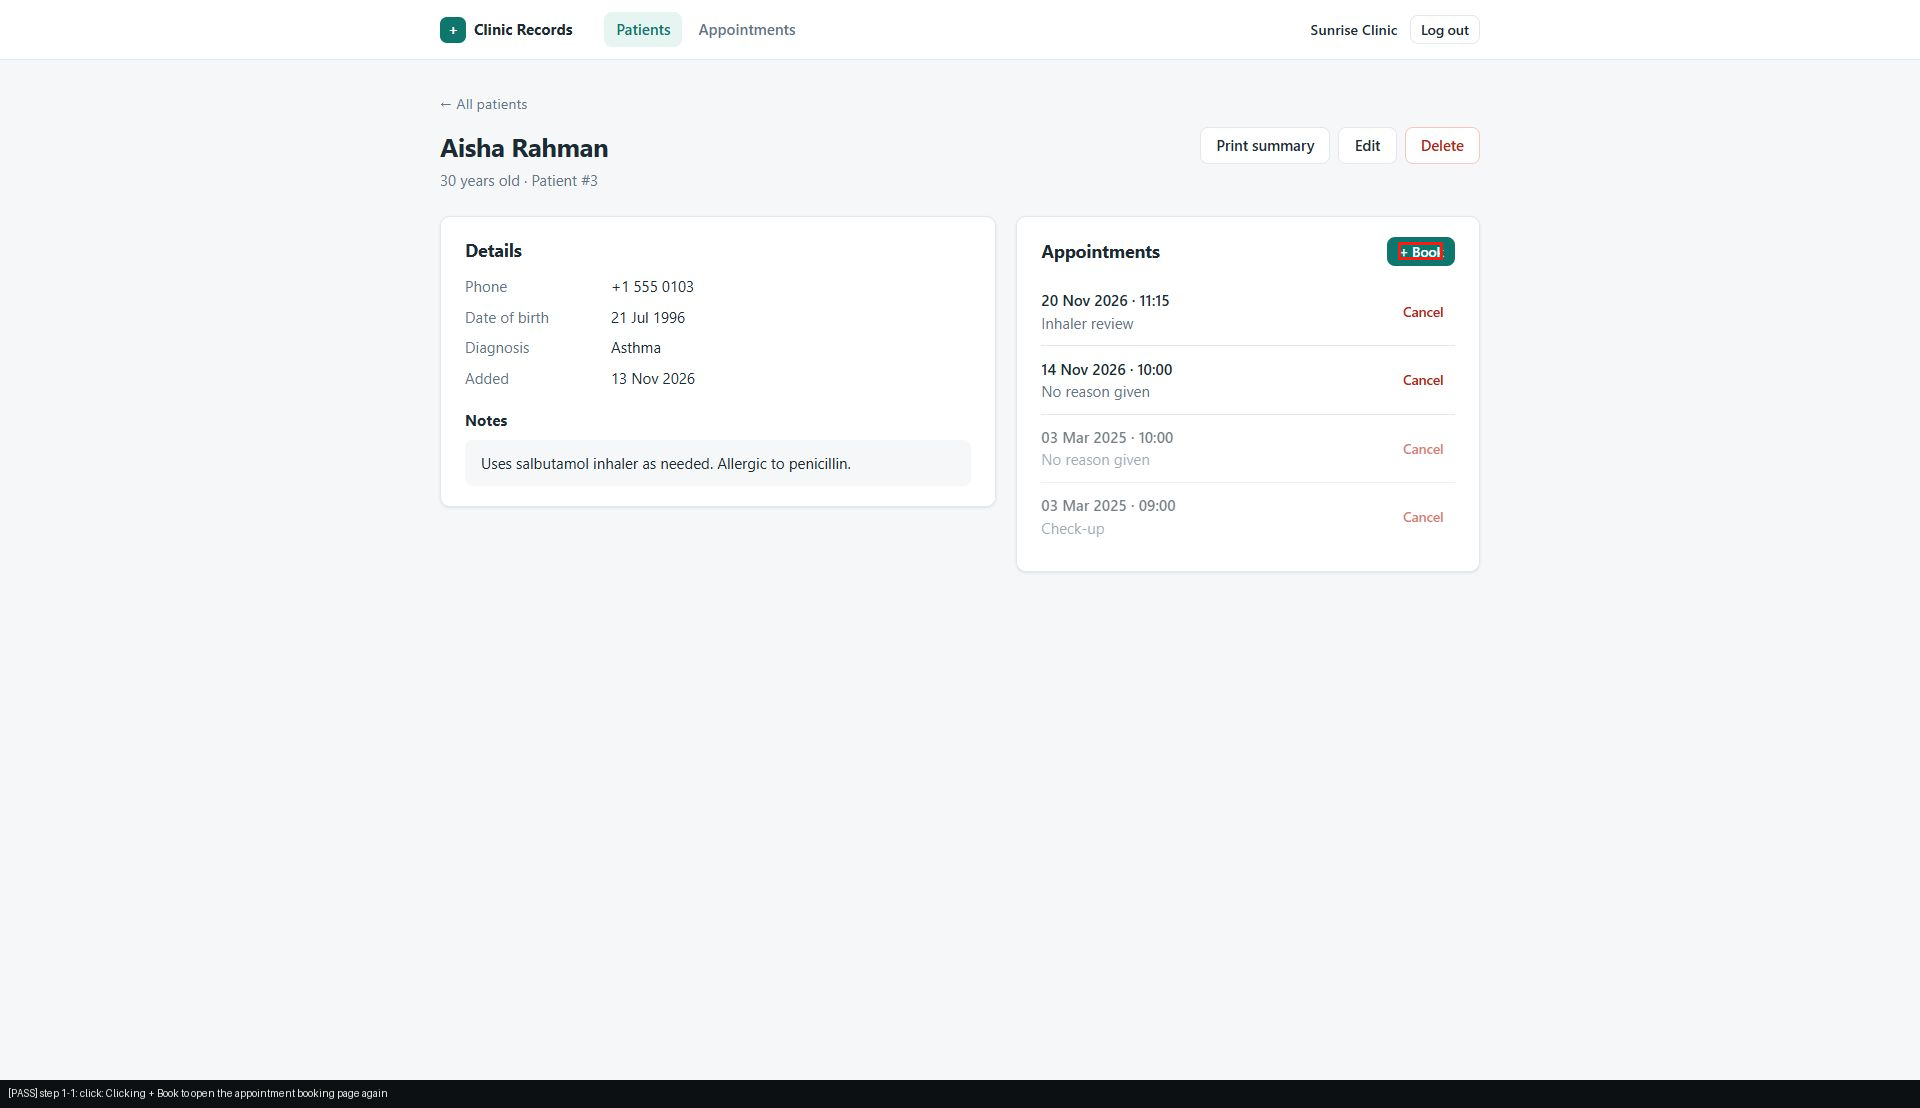 + Clinic Records Patients Appointments Sunrise Clinic Log out
← All patients
Aisha Rahman
Print summary Edit Delete
30 years old · Patient #3
Details
Phone +1 555 0103
Date of birth 21 Jul 1996
Diagnosis Asthma
Added 13 Nov 2026
Notes
Uses salbutamol inhaler as needed. Allergic to penicillin.
Appointments + Book
20 Nov 2026 · 11:15
Inhaler review
Cancel
14 Nov 2026 · 10:00
No reason given
Cancel
03 Mar 2025 · 10:00
No reason given
Cancel
03 Mar 2025 · 09:00
Check-up
Cancel
[PASS] step 1-1: click: Clicking + Book to open the appointment booking page again